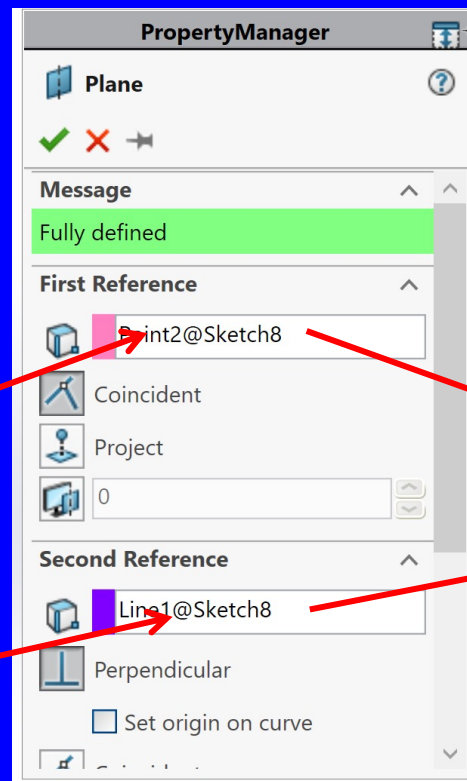 PropertyManager
Plane
Message
Fully defined
First Reference
Point2@Sketch8
Coincident
Project
0
Second Reference
Line1@Sketch8
Perpendicular
Set origin on curve